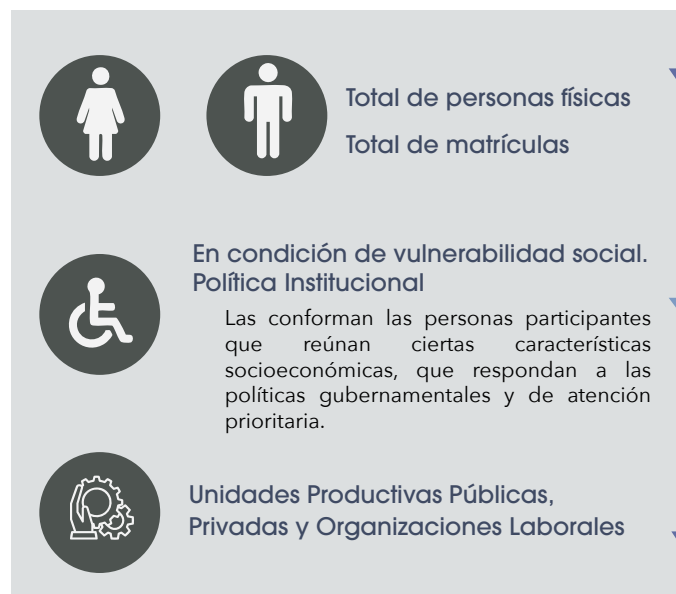 Total de personas físicas
Total de matrículas
En condición de vulnerabilidad social.
Política Institucional
Las conforman las personas participantes
que reúnan ciertas características
socioeconómicas, que respondan a las
políticas gubernamentales y de atención
prioritaria.
Unidades Productivas Públicas,
Privadas y Organizaciones Laborales